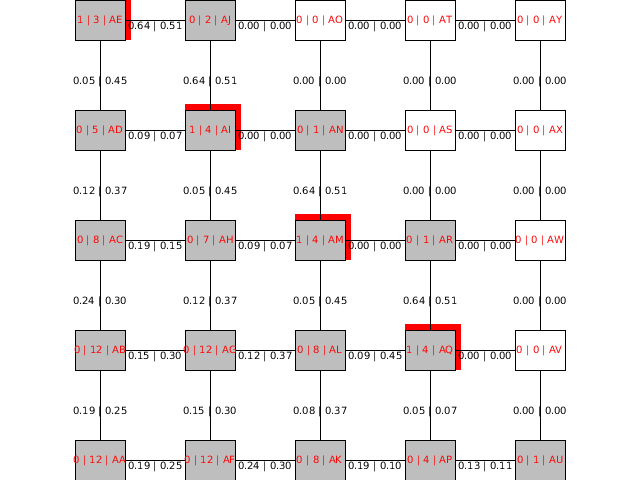 1 | 3 | AE 0.64 | 0.51 0 | 2 | AJ 0.00 | 0.00 0 | 0 | AO 0.00 | 0.00 0 | 0 | AT 0.00 | 0.00 0 | 0 | AY
0.05 | 0.45 0.64 | 0.51 0.00 | 0.00 0.00 | 0.00 0.00 | 0.00
0 | 5 | AD 0.09 | 0.07 1 | 4 | AI 0.00 | 0.00 0 | 1 | AN 0.00 | 0.00 0 | 0 | AS 0.00 | 0.00 0 | 0 | AX
0.12 | 0.37 0.05 | 0.45 0.64 | 0.51 0.00 | 0.00 0.00 | 0.00
0 | 8 | AC 0.19 | 0.15 0 | 7 | AH 0.09 | 0.07 1 | 4 | AM 0.00 | 0.00 0 | 1 | AR 0.00 | 0.00 0 | 0 | AW
0.24 | 0.30 0.12 | 0.37 0.05 | 0.45 0.64 | 0.51 0.00 | 0.00
0 | 12 | AB 0.15 | 0.30 0 | 12 | AG 0.12 | 0.37 0 | 8 | AL 0.09 | 0.45 1 | 4 | AQ 0.00 | 0.00 0 | 0 | AV
0.19 | 0.25 0.15 | 0.30 0.08 | 0.37 0.05 | 0.07 0.00 | 0.00
0 | 12 | AA 0.19 | 0.25 0 | 12 | AF 0.24 | 0.30 0 | 8 | AK 0.19 | 0.10 0 | 4 | AP 0.13 | 0.11 0 | 1 | AU